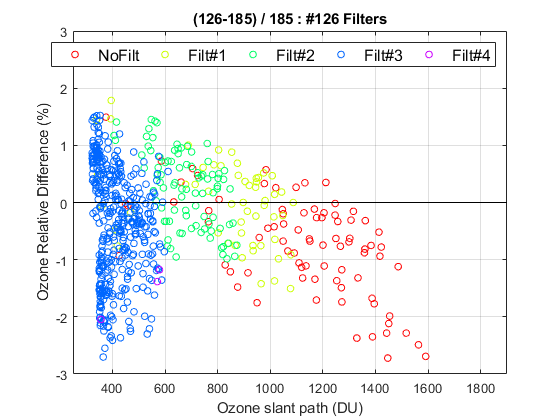 (126-185) / 185 : #126 Filters
NoFilt Filt#1 Filt#2 Filt#3 Filt#4
Ozone Relative Difference (%)
3
2
1
0
-1
-2
-3
400 600 800 1000 1200 1400 1600 1800
Ozone slant path (DU)